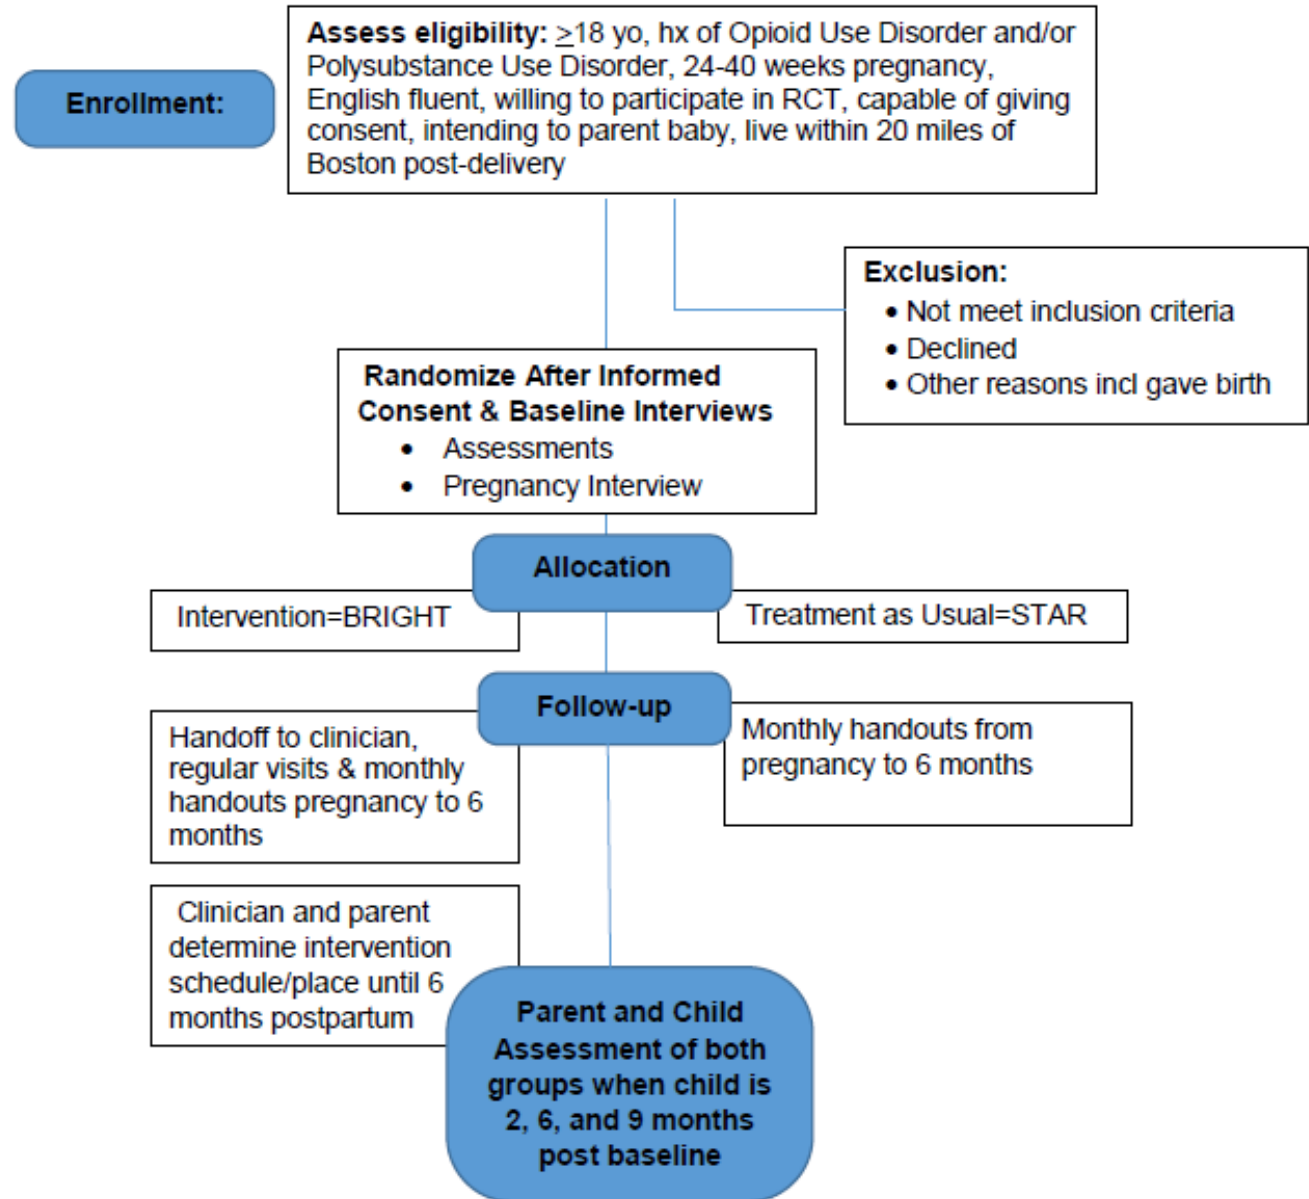 Assess eligibility: ≥18 yo, hx of Opioid Use Disorder and/or
Polysubstance Use Disorder, 24-40 weeks pregnancy,
English fluent, willing to participate in RCT, capable of giving
consent, intending to parent baby, live within 20 miles of
Boston post-delivery
Enrollment:
Exclusion:
• Not meet inclusion criteria
• Declined
• Other reasons incl gave birth
Randomize After Informed
Consent & Baseline Interviews
• Assessments
• Pregnancy Interview
Allocation
Intervention=BRIGHT
Treatment as Usual=STAR
Follow-up
Handoff to clinician,
regular visits & monthly
handouts pregnancy to 6
months
Monthly handouts from
pregnancy to 6 months
Clinician and parent
determine intervention
schedule/place until 6
months postpartum
Parent and Child
Assessment of both
groups when child is
2, 6, and 9 months
post baseline